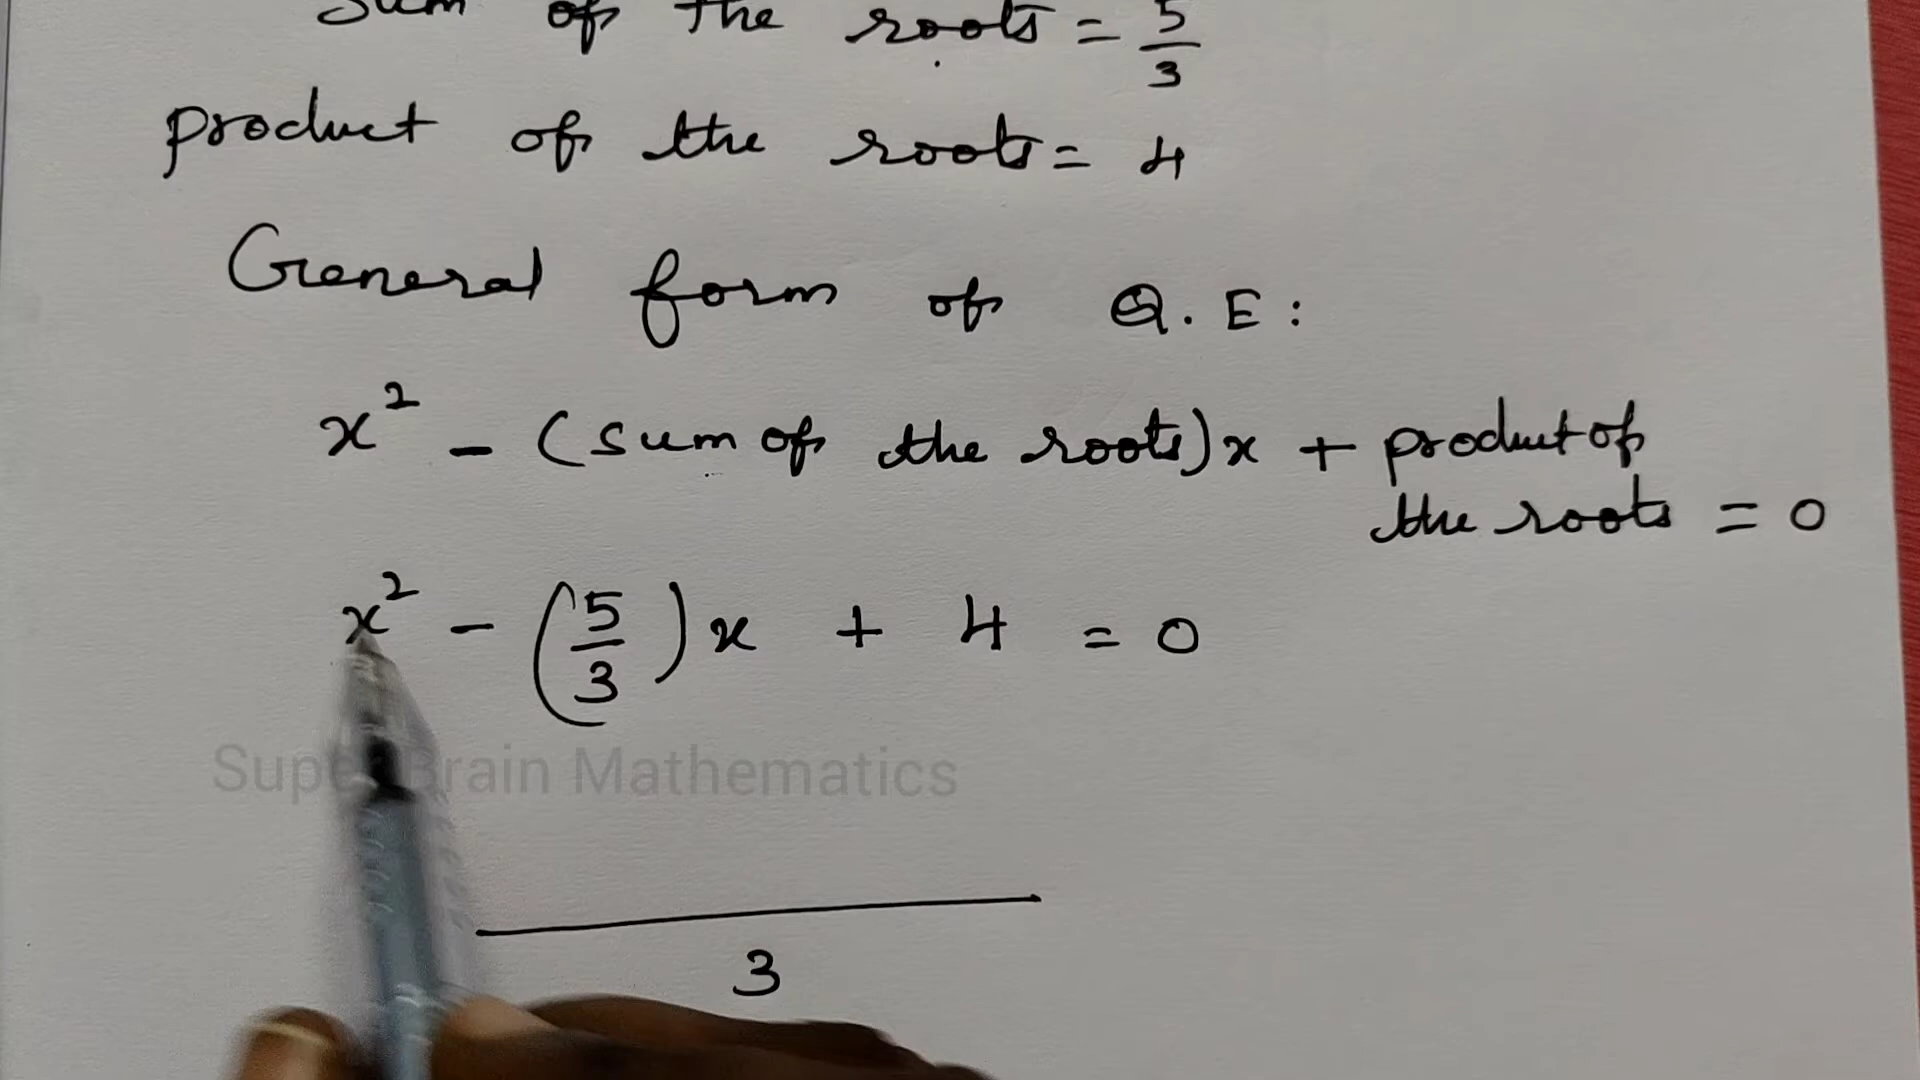 Sum of the roots = 5/3
product of the roots = 4
General form of Q.E:
x² - (sum of the roots)x + product of
the roots = 0
x² - (5/3)x + 4 = 0
Super Brain Mathematics
3